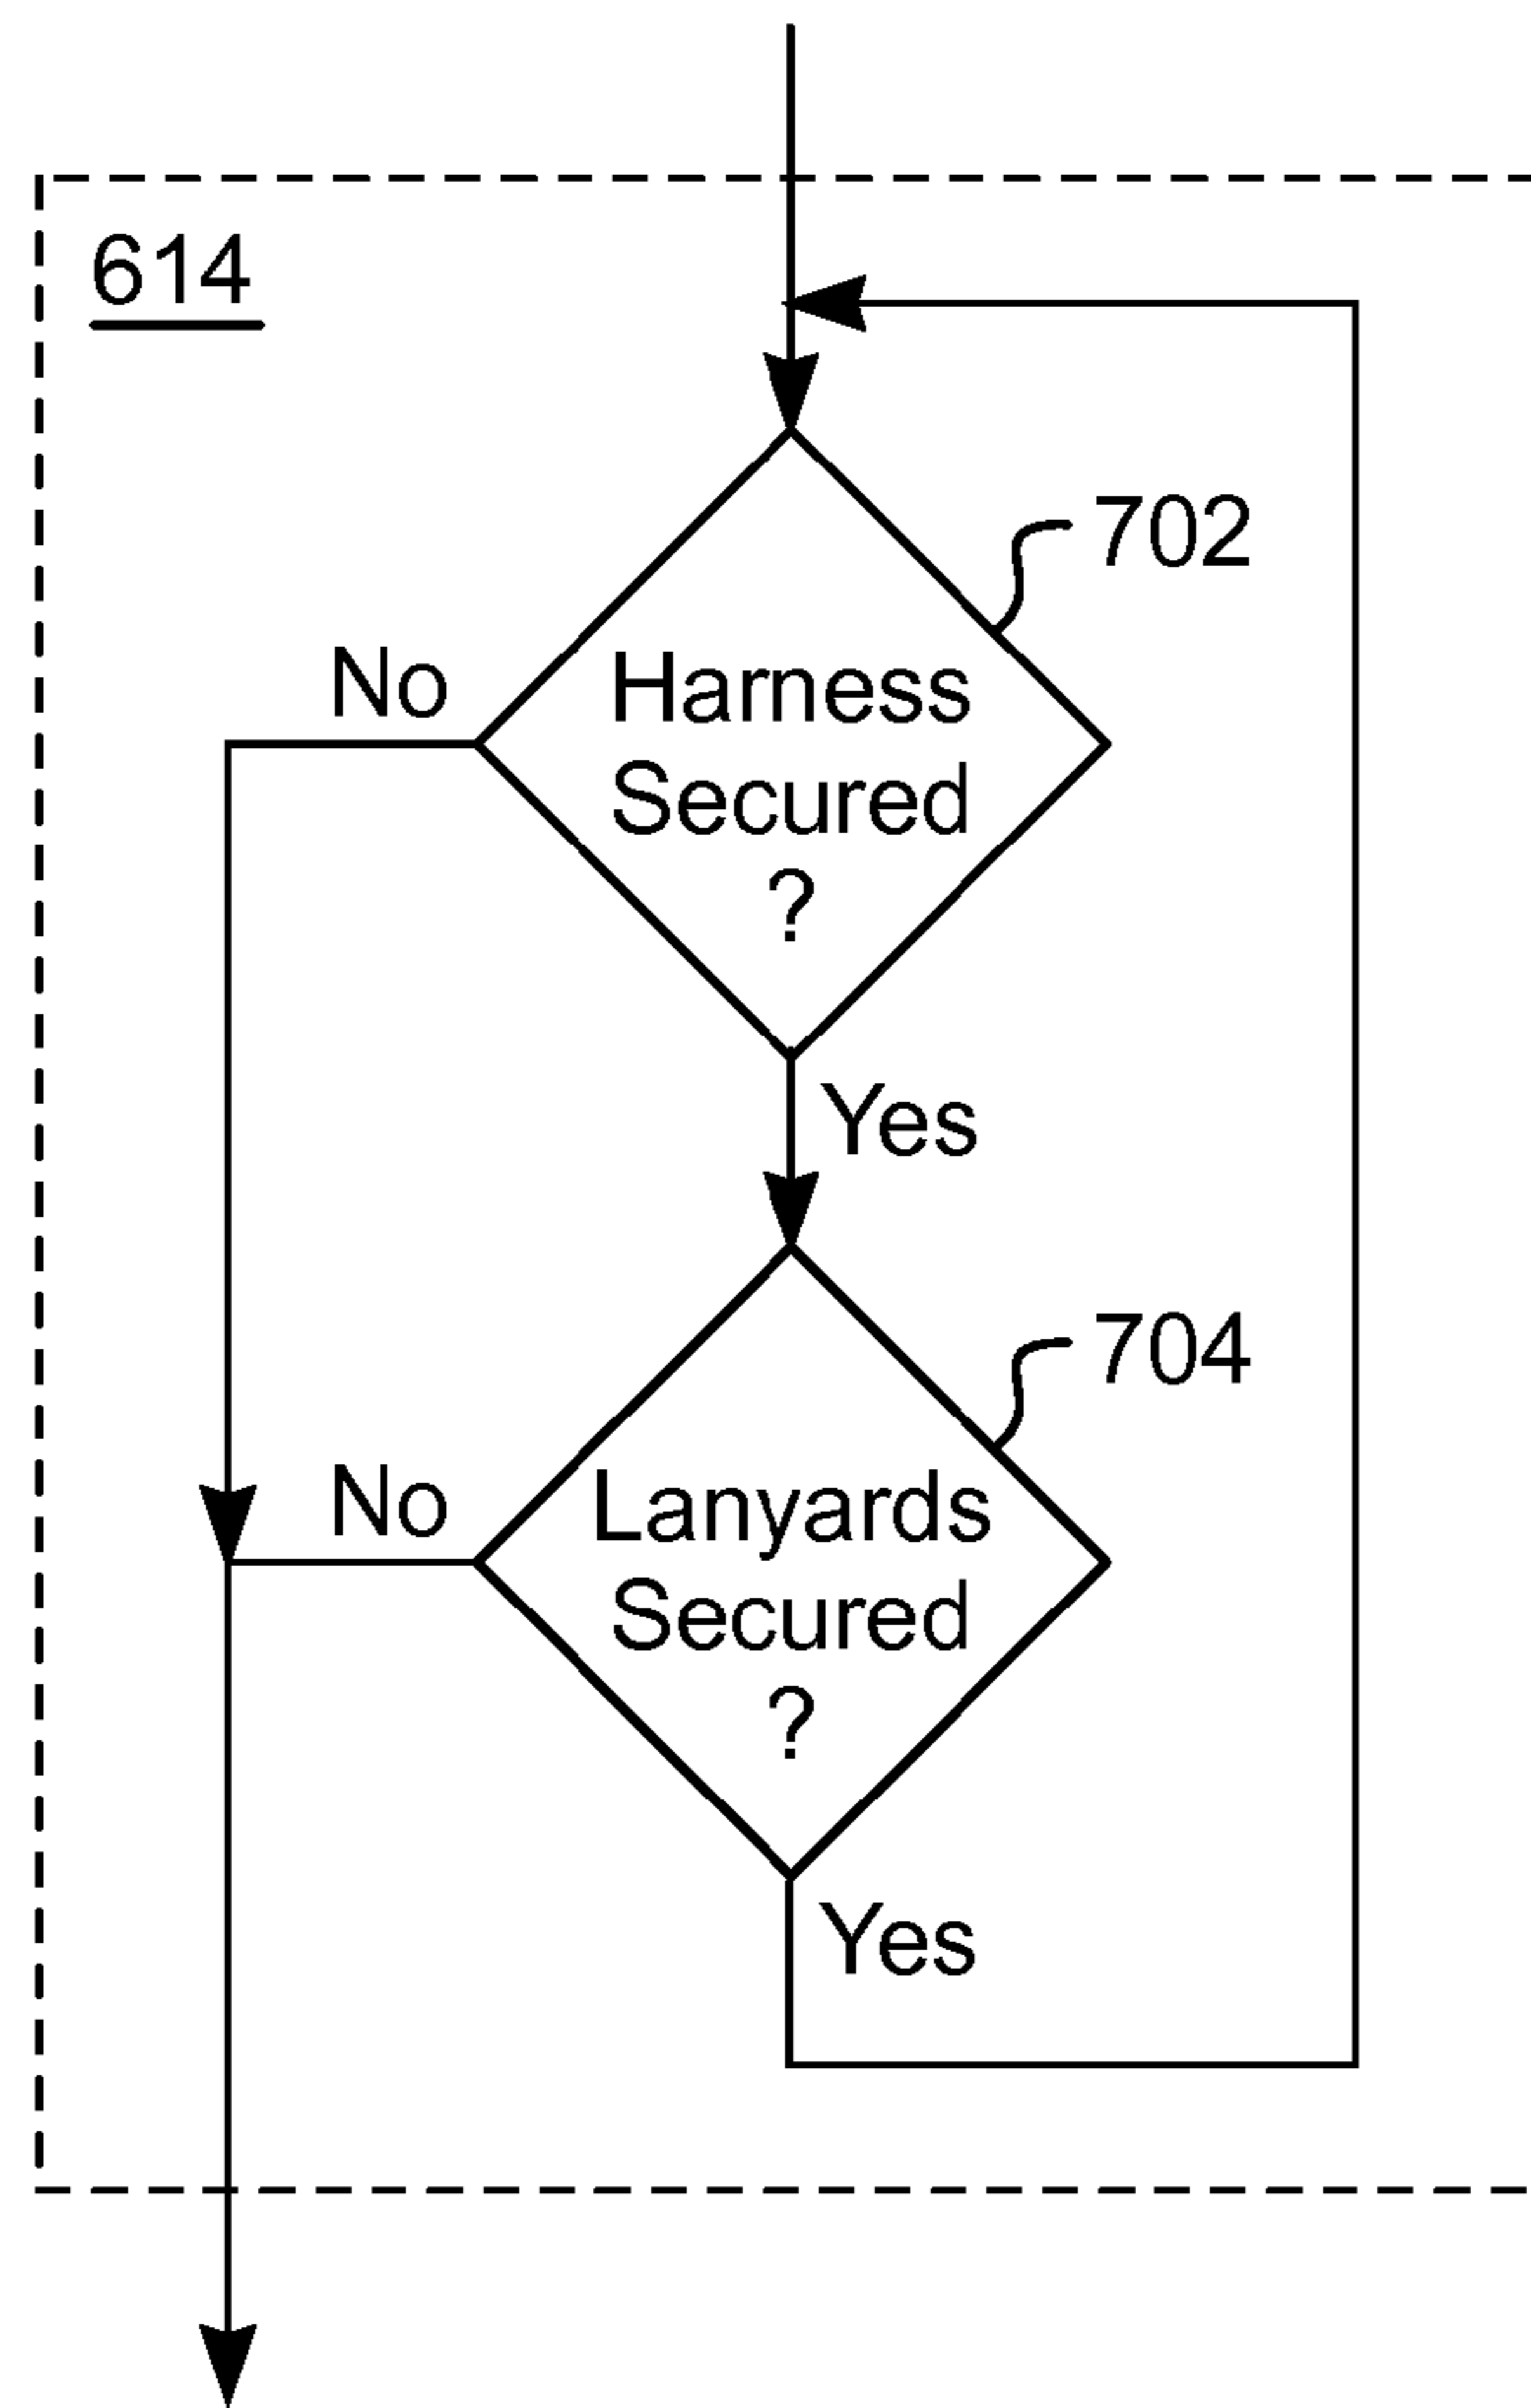 614
702
No
Harness
Secured
?
Yes
704
No
Lanyards
Secured
?
Yes